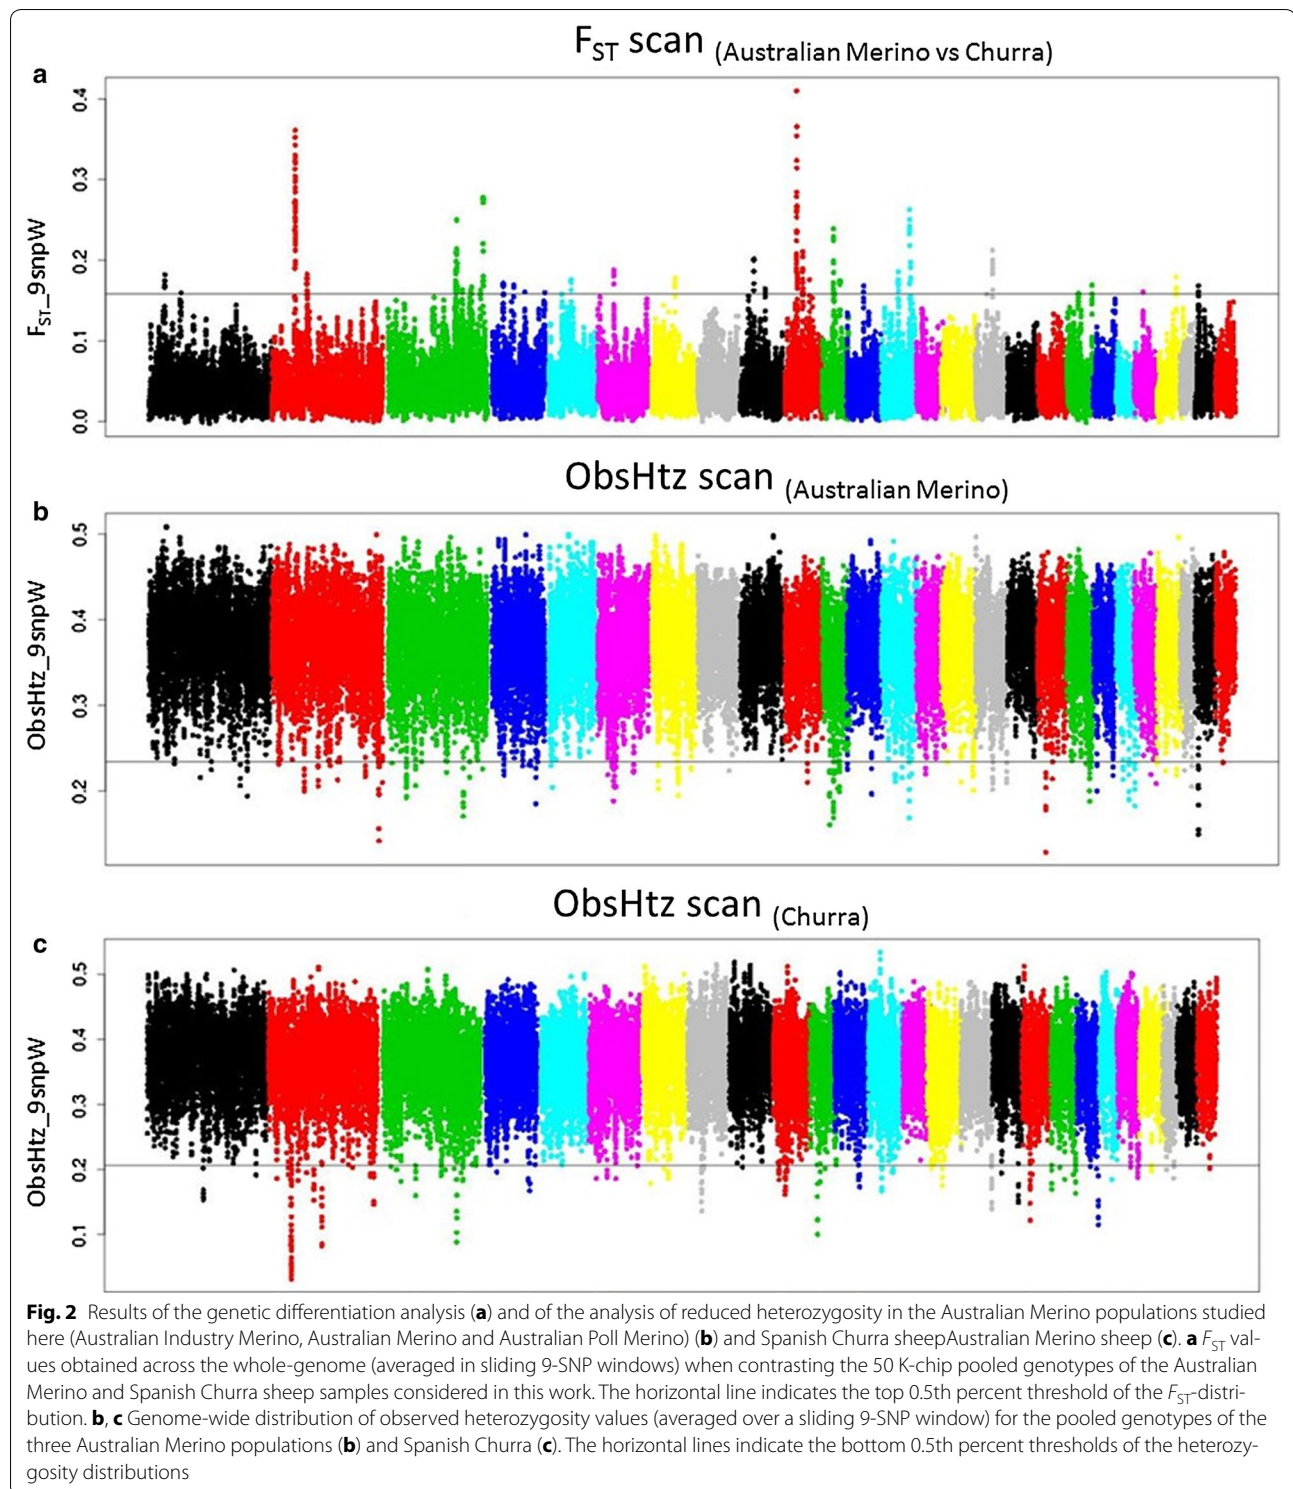 F_ST scan (Australian Merino vs Churra)
a
0.4
0.3
0.2
0.1
0.0
F_ST_9snpW
ObsHtz scan (Australian Merino)
b
0.5
0.4
0.3
0.2
ObsHtz_9snpW
ObsHtz scan (Churra)
c
0.5
0.4
0.3
0.2
0.1
ObsHtz_9snpW
Fig. 2 Results of the genetic differentiation analysis (a) and of the analysis of reduced heterozygosity in the Australian Merino populations studied
here (Australian Industry Merino, Australian Merino and Australian Poll Merino) (b) and Spanish Churra sheepAustralian Merino sheep (c). a F_ST val-
ues obtained across the whole-genome (averaged in sliding 9-SNP windows) when contrasting the 50 K-chip pooled genotypes of the Australian
Merino and Spanish Churra sheep samples considered in this work. The horizontal line indicates the top 0.5th percent threshold of the F_ST-distri-
bution. b, c Genome-wide distribution of observed heterozygosity values (averaged over a sliding 9-SNP window) for the pooled genotypes of the
three Australian Merino populations (b) and Spanish Churra (c). The horizontal lines indicate the bottom 0.5th percent thresholds of the heterozy-
gosity distributions